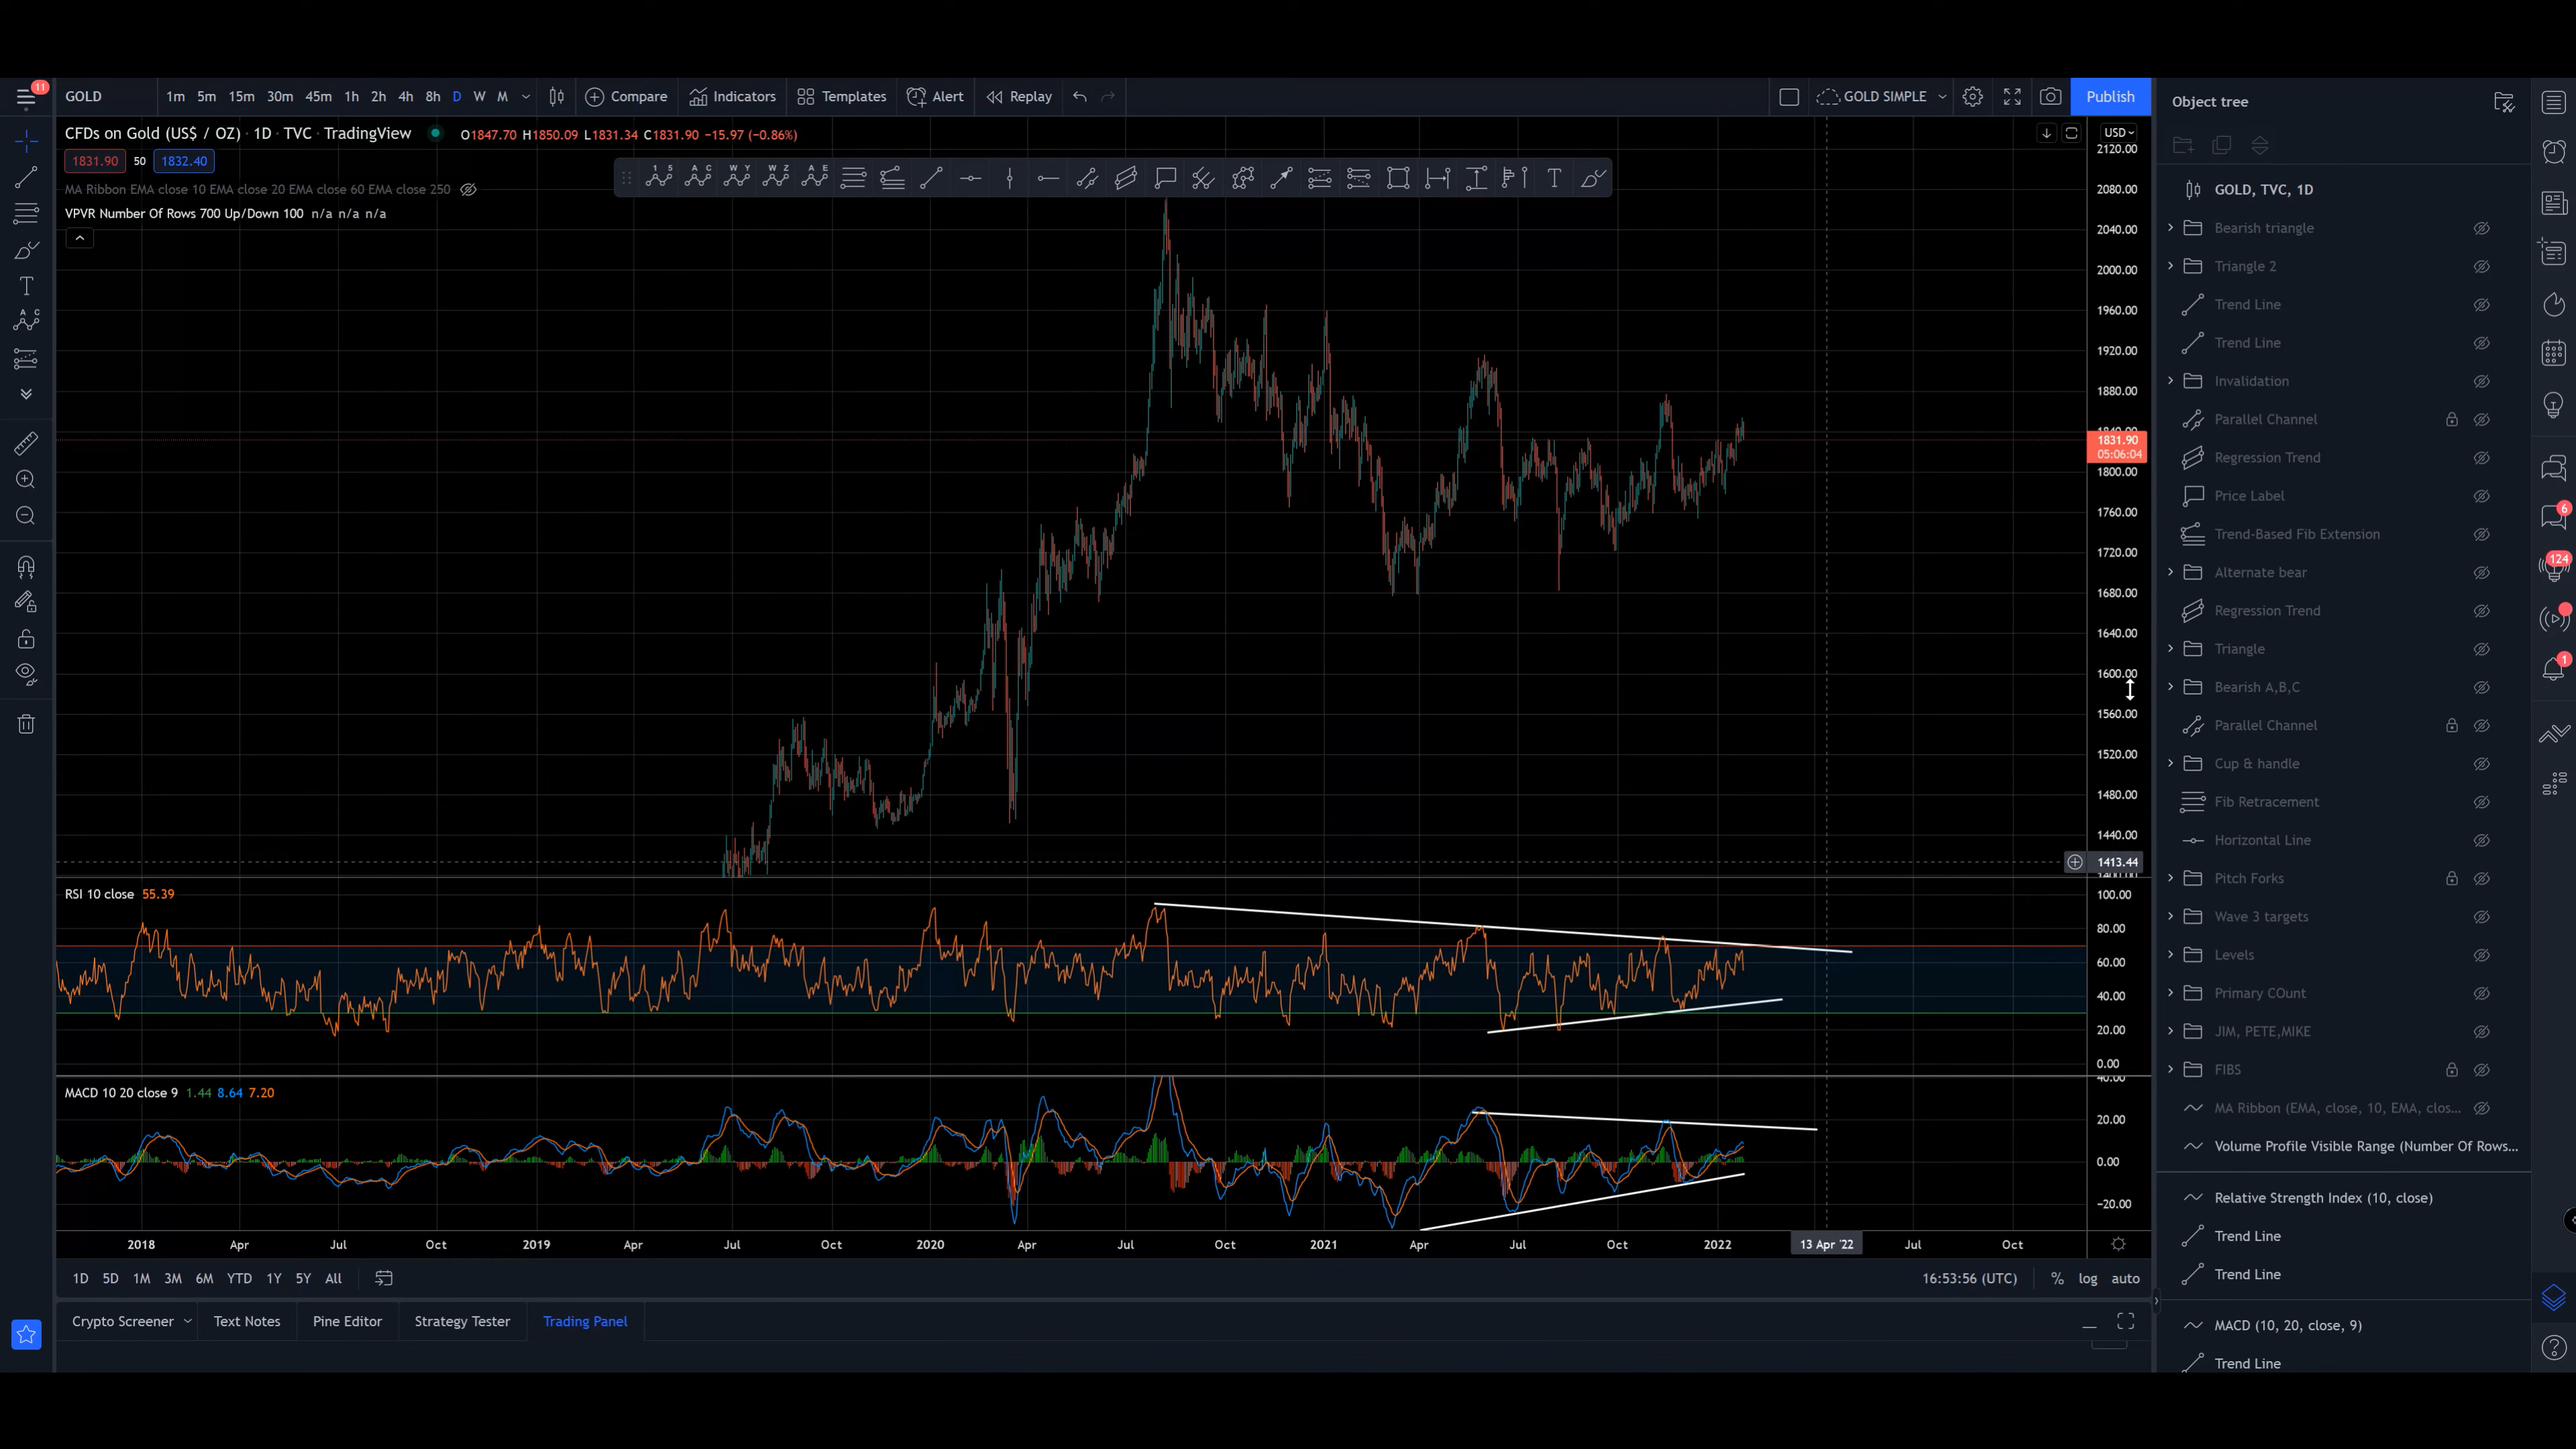 11
GOLD 1m 5m 15m 30m 45m 1h 2h 4h 8h D W M Compare Indicators Templates Alert Replay GOLD SIMPLE Publish
CFDs on Gold (US$ / OZ) · 1D · TVC · TradingView O1847.70 H1850.09 L1831.34 C1831.90 −15.97 (−0.86%)
1831.90 50 1832.40
MA Ribbon EMA close 10 EMA close 20 EMA close 60 EMA close 250
VPVR Number Of Rows 700 Up/Down 100 n/a n/a n/a
1 5 A C W Y W Z A E T
T
A C
USD
2120.00
2080.00
2040.00
2000.00
1960.00
1920.00
1880.00
1840.00
1831.90
05:06:04
1800.00
1760.00
1720.00
1680.00
1640.00
1600.00
1560.00
1520.00
1480.00
1440.00
1413.44
1400.00
RSI 10 close 55.39
100.00
80.00
60.00
40.00
20.00
0.00
MACD 10 20 close 9 1.44 8.64 7.20
40.00
20.00
0.00
−20.00
2018 Apr Jul Oct 2019 Apr Jul Oct 2020 Apr Jul Oct 2021 Apr Jul Oct 2022 13 Apr '22 Jul Oct
1D 5D 1M 3M 6M YTD 1Y 5Y All 16:53:56 (UTC) % log auto
Crypto Screener Text Notes Pine Editor Strategy Tester Trading Panel
Object tree
GOLD, TVC, 1D
Bearish triangle
Triangle 2
Trend Line
Trend Line
Invalidation
Parallel Channel
Regression Trend
Price Label
Trend-Based Fib Extension
Alternate bear
Regression Trend
Triangle
Bearish A,B,C
Parallel Channel
Cup & handle
Fib Retracement
Horizontal Line
Pitch Forks
Wave 3 targets
Levels
Primary COunt
JIM, PETE,MIKE
FIBS
MA Ribbon (EMA, close, 10, EMA, clos...
Volume Profile Visible Range (Number Of Rows...
Relative Strength Index (10, close)
Trend Line
Trend Line
MACD (10, 20, close, 9)
Trend Line
6
124
1